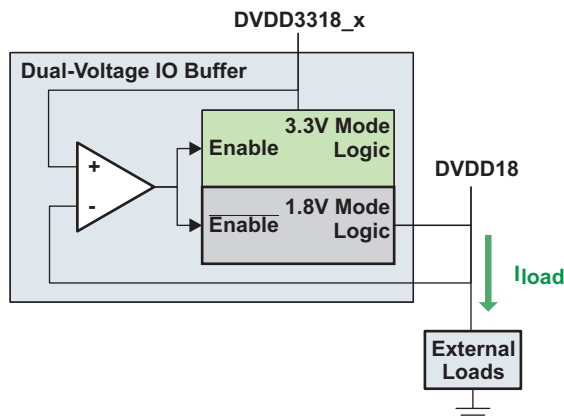 DVDD3318_x
Dual-Voltage IO Buffer
3.3V Mode
Logic
Enable
+
-
1.8V Mode
Logic
Enable
DVDD18
Iload
External
Loads